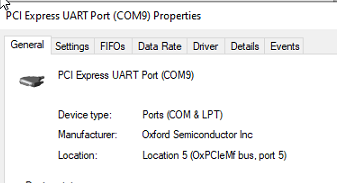 PCI Express UART Port (COM9) Properties
General Settings FIFOs Data Rate Driver Details Events
PCI Express UART Port (COM9)
Device type: Ports (COM & LPT)
Manufacturer: Oxford Semiconductor Inc
Location: Location 5 (OxPCIeMf bus, port 5)